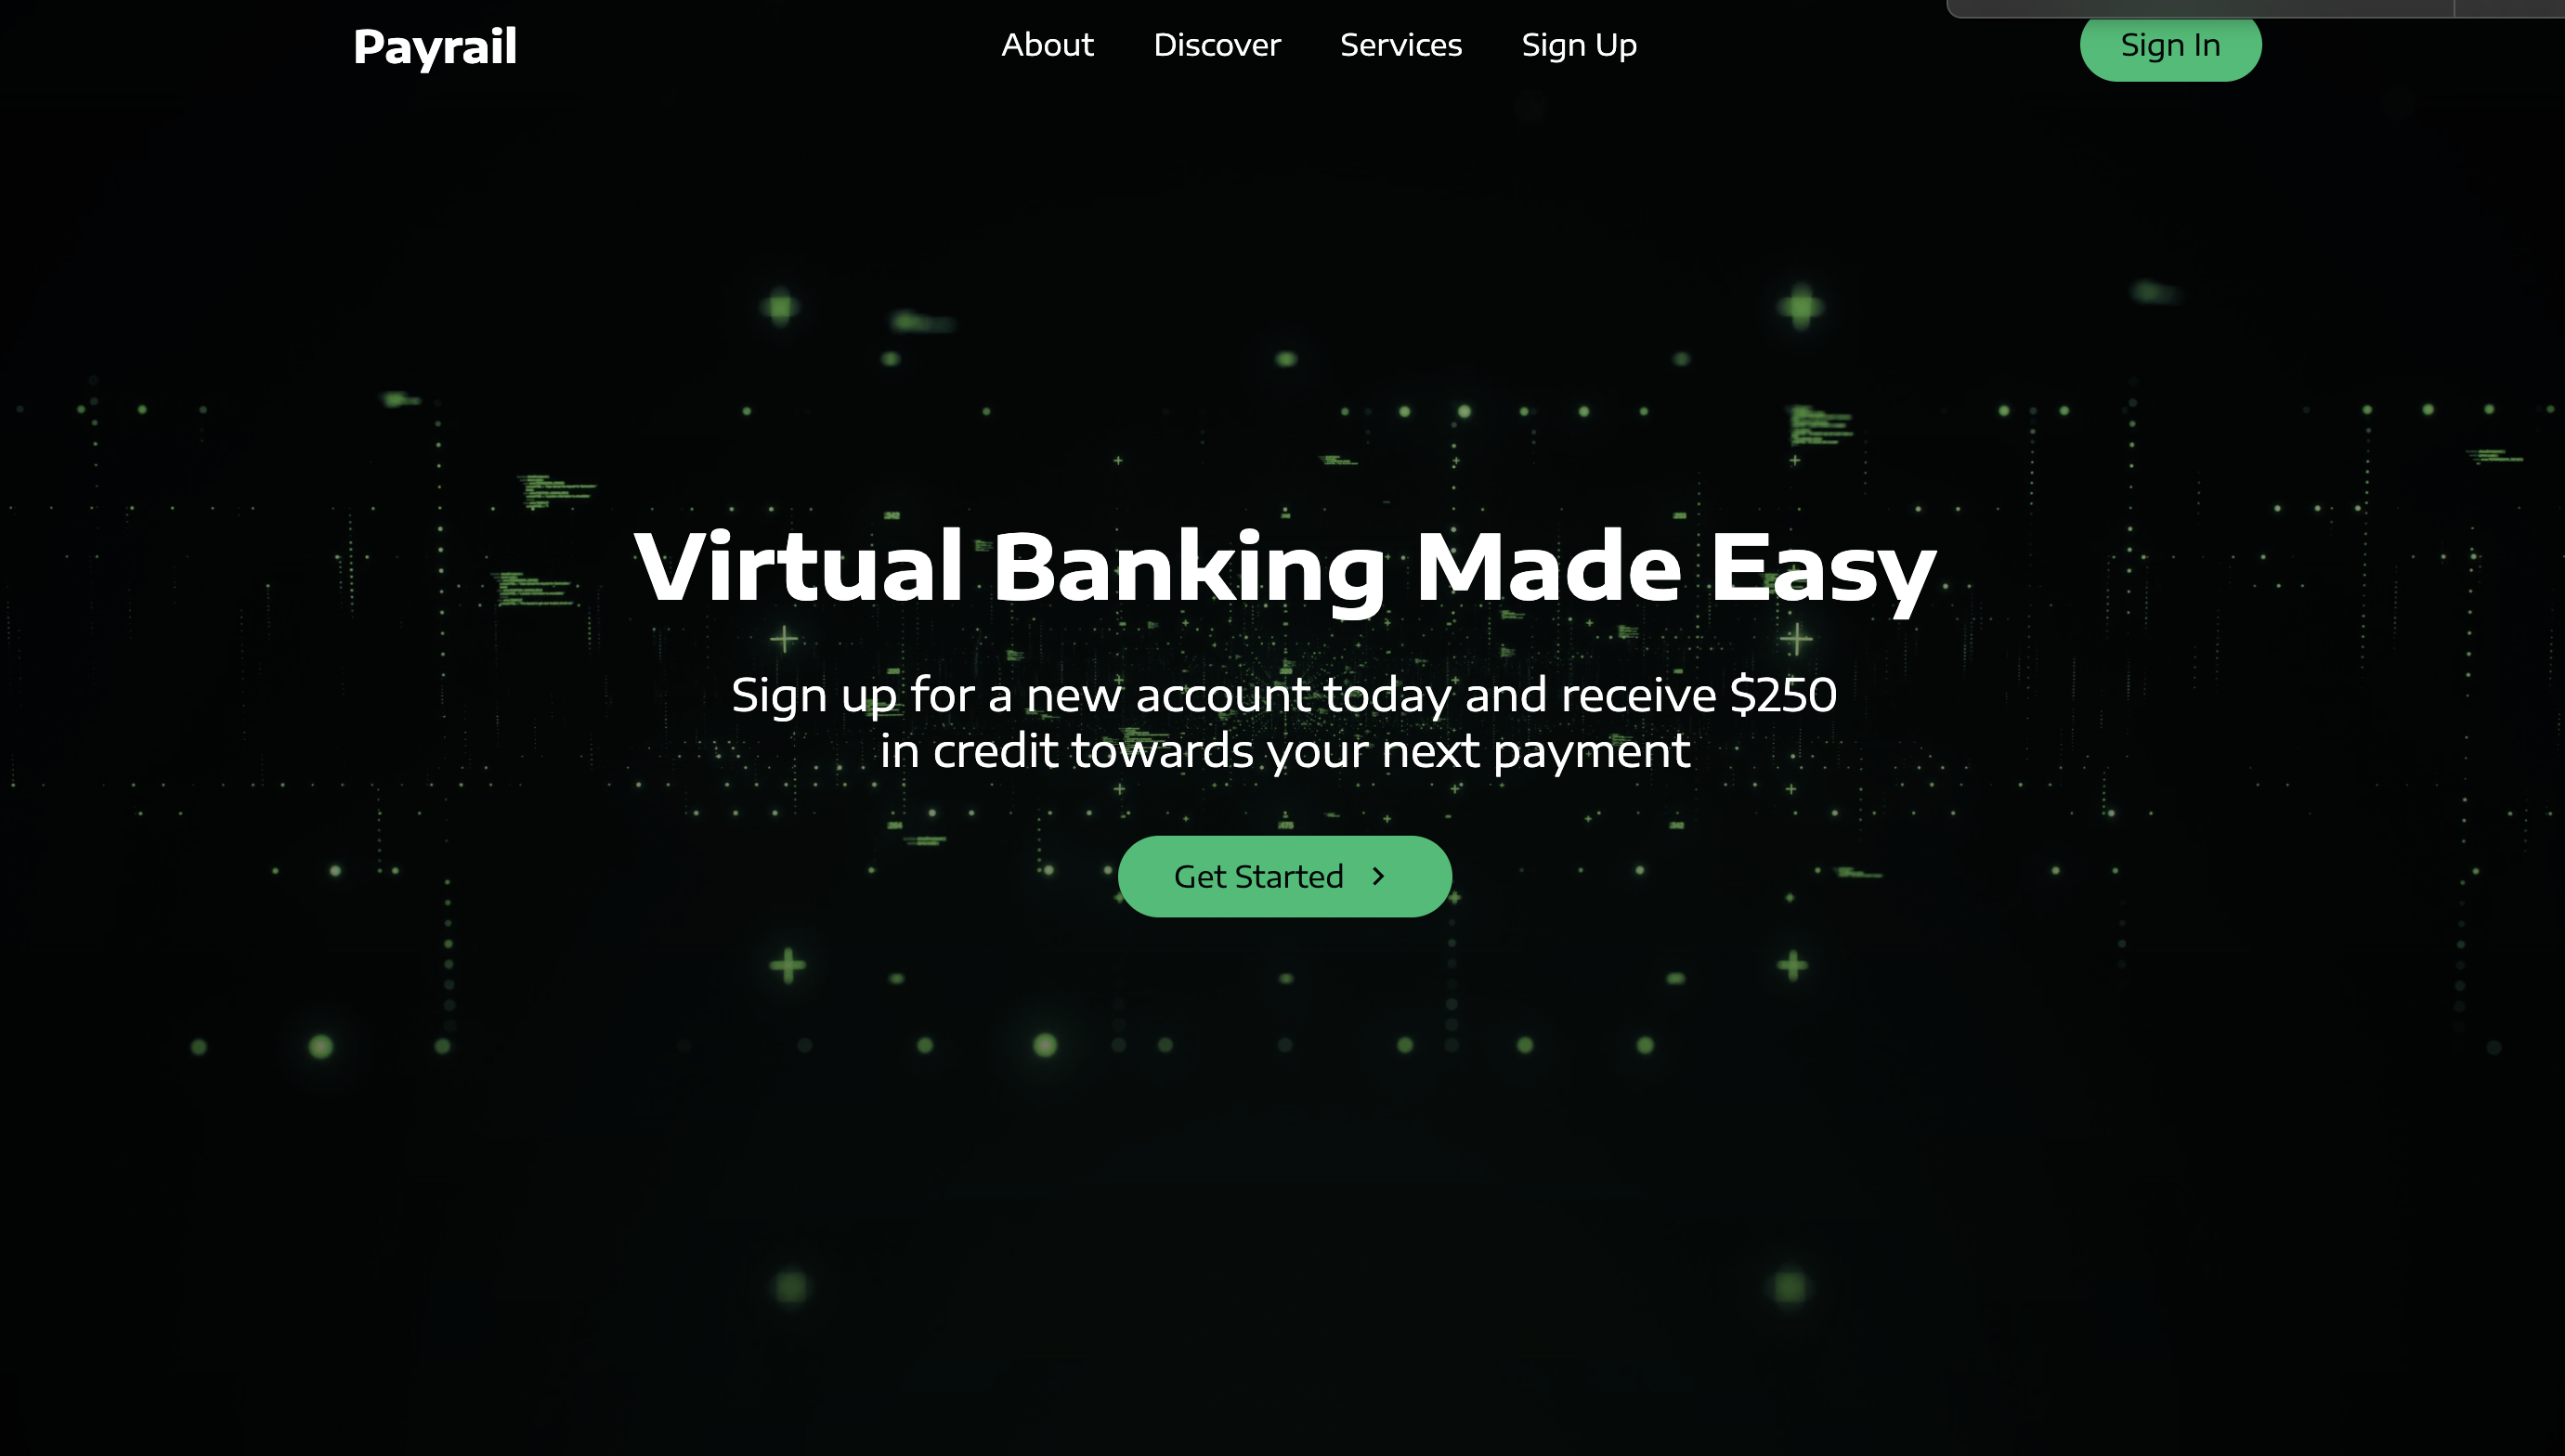 Payrail
About Discover Services Sign Up
Sign In
Virtual Banking Made Easy
Sign up for a new account today and receive $250
in credit towards your next payment
Get Started